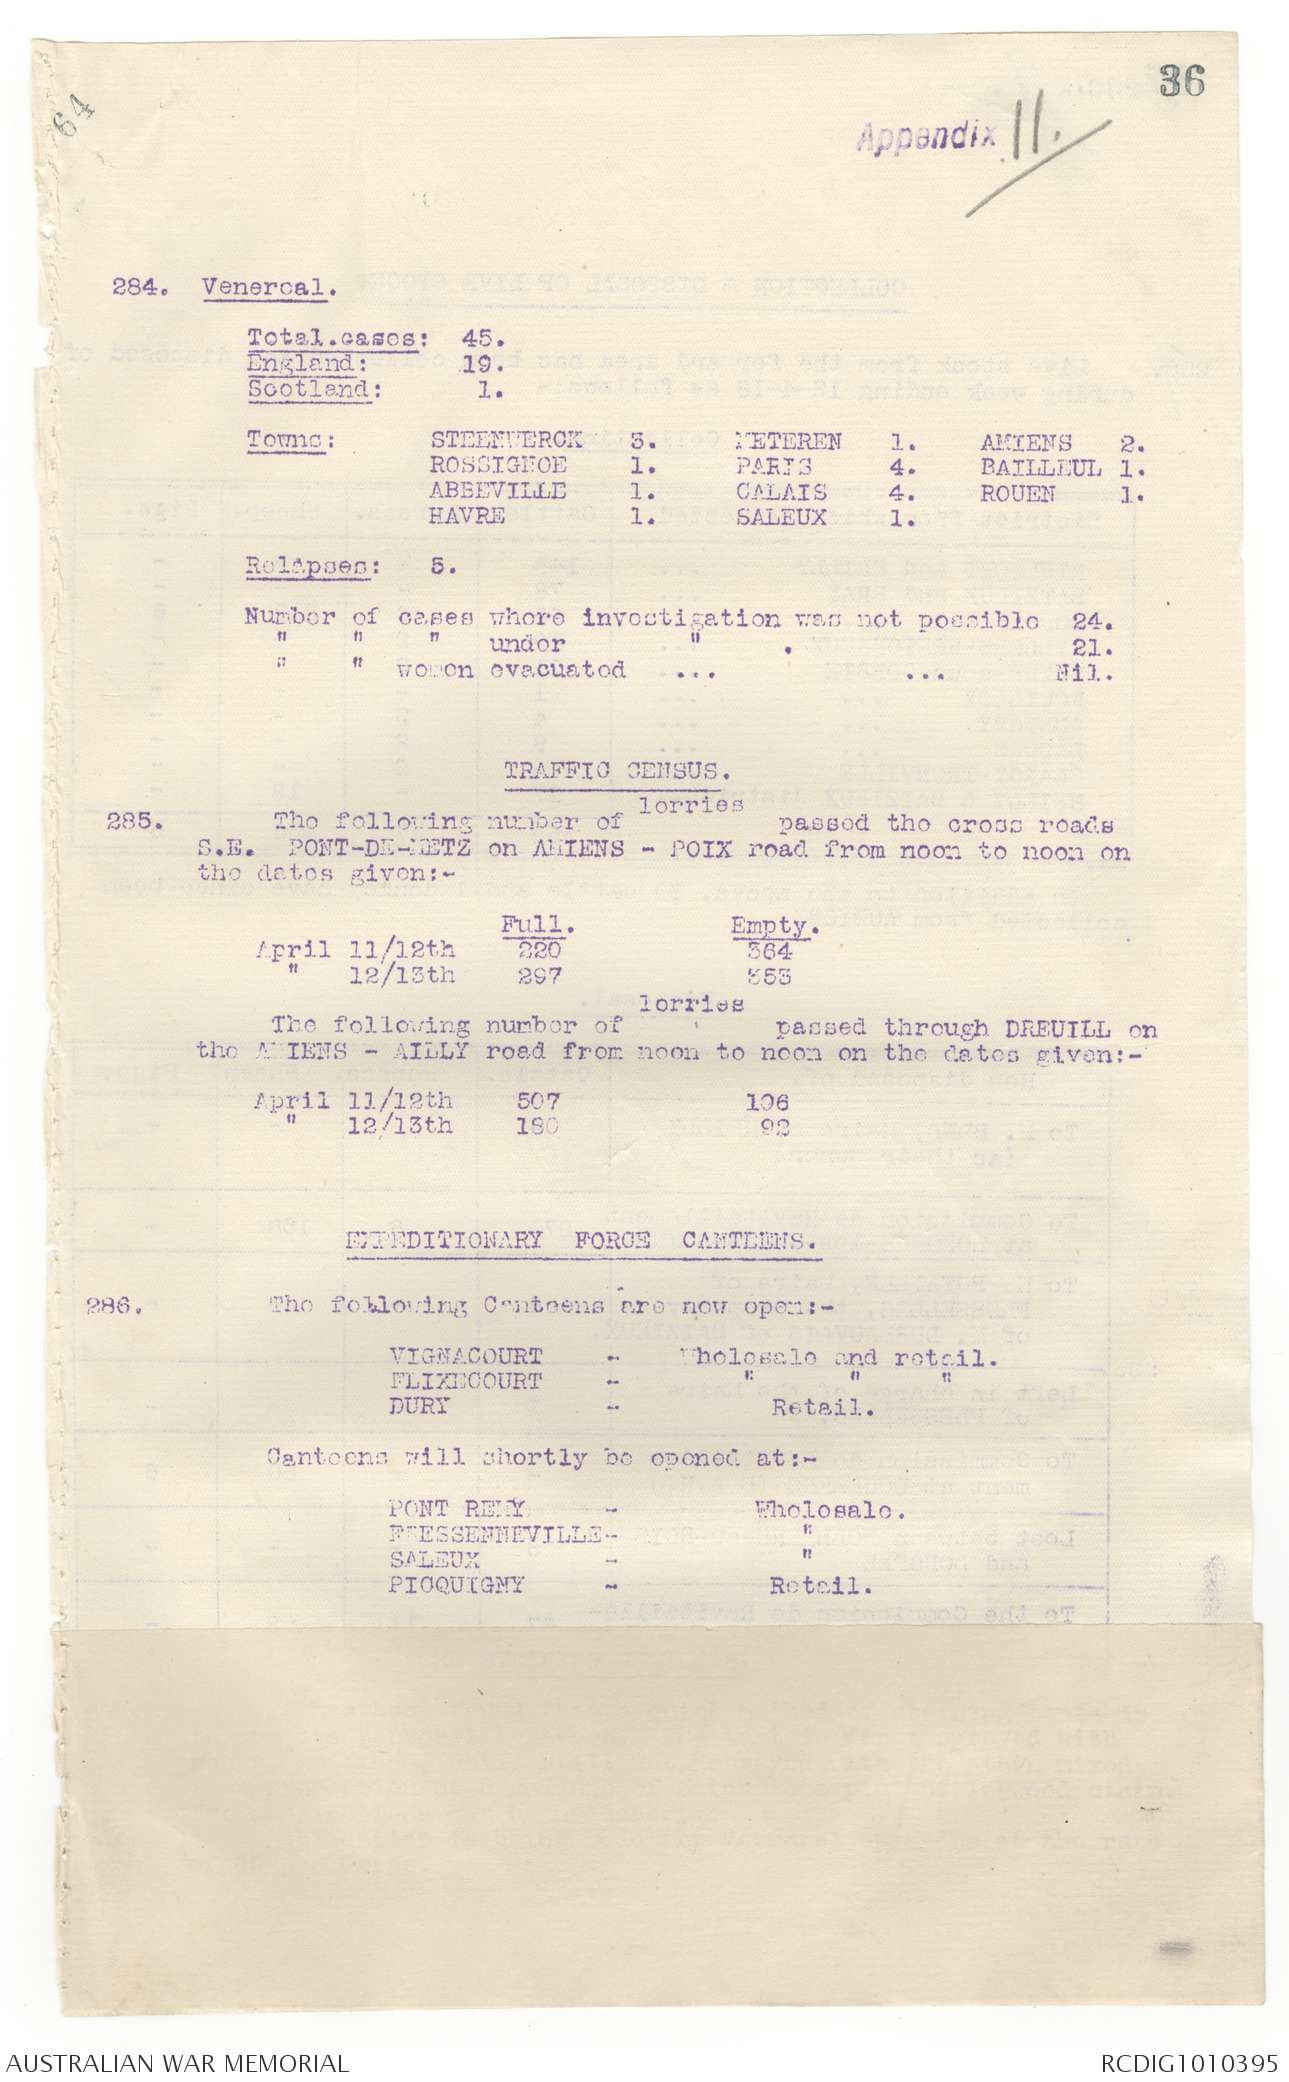 36
64
Appendix 11.
284. Venereal.
Total.cases: 45.
England: 19.
Scotland: 1.
Towns: STEENWERCK 3. METEREN 1. AMIENS 2.
ROSSIGNOE 1. PARIS 4. BAILLEUL 1.
ABBEVILLE 1. CALAIS 4. ROUEN 1.
HAVRE 1. SALEUX 1.
Relapses: 5.
Number of cases where investigation was not possible 24.
" " " under " . 21.
" " women evacuated ... ... Nil.
TRAFFIC CENSUS.
lorries
285. The following number of passed the cross roads
S.E. PONT-DE-METZ on AMIENS - POIX road from noon to noon on
the dates given:-
Full. Empty.
April 11/12th 220 364
" 12/13th 297 353
lorries
The following number of passed through DREUILL on
the AMIENS - AILLY road from noon to noon on the dates given:-
April 11/12th 507 106
" 12/13th 180 92
EXPEDITIONARY FORCE CANTEENS.
286. The following Canteens are now open:-
VIGNACOURT - Wholesale and retail.
FLIXECOURT - " " "
DURY - Retail.
Canteens will shortly be opened at:-
PONT REMY - Wholesale.
FRESSENNEVILLE- "
SALEUX - "
PICQUIGNY - Retail.
AUSTRALIAN WAR MEMORIAL
RCDIG1010395